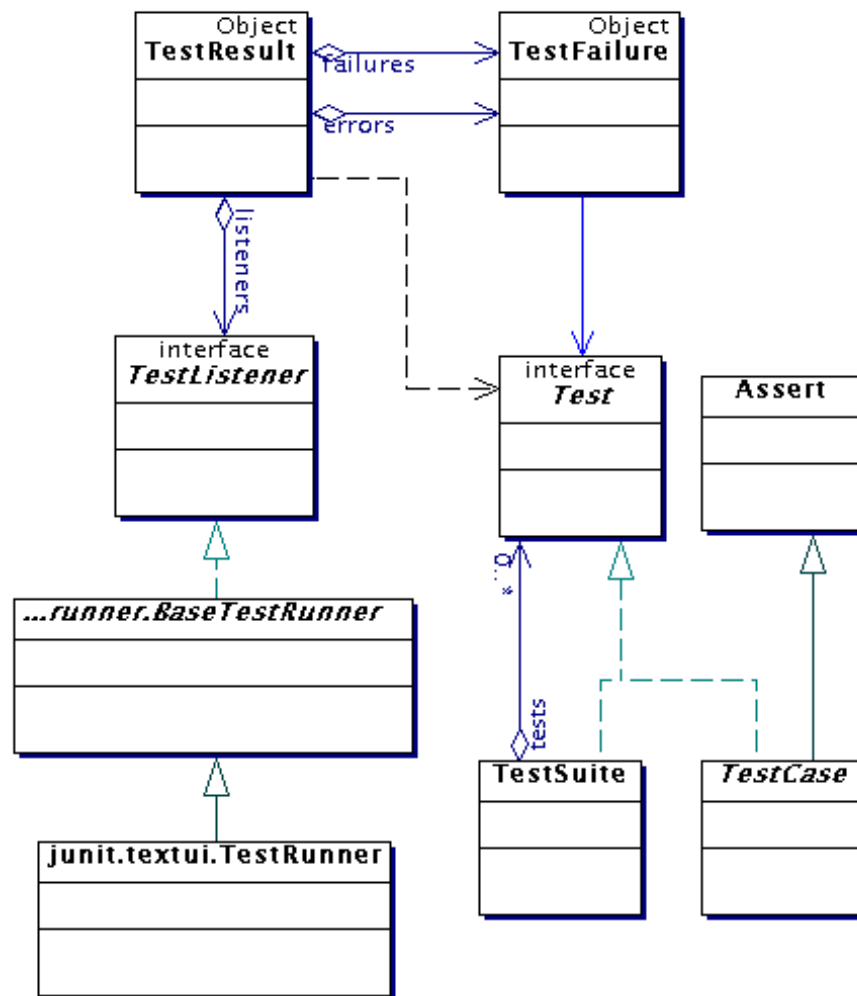 Object
TestResult
Object
TestFailure
failures
errors
listeners
interface
TestListener
interface
Test
Assert
0..*
...runner.BaseTestRunner
tests
TestSuite
TestCase
junit.textui.TestRunner